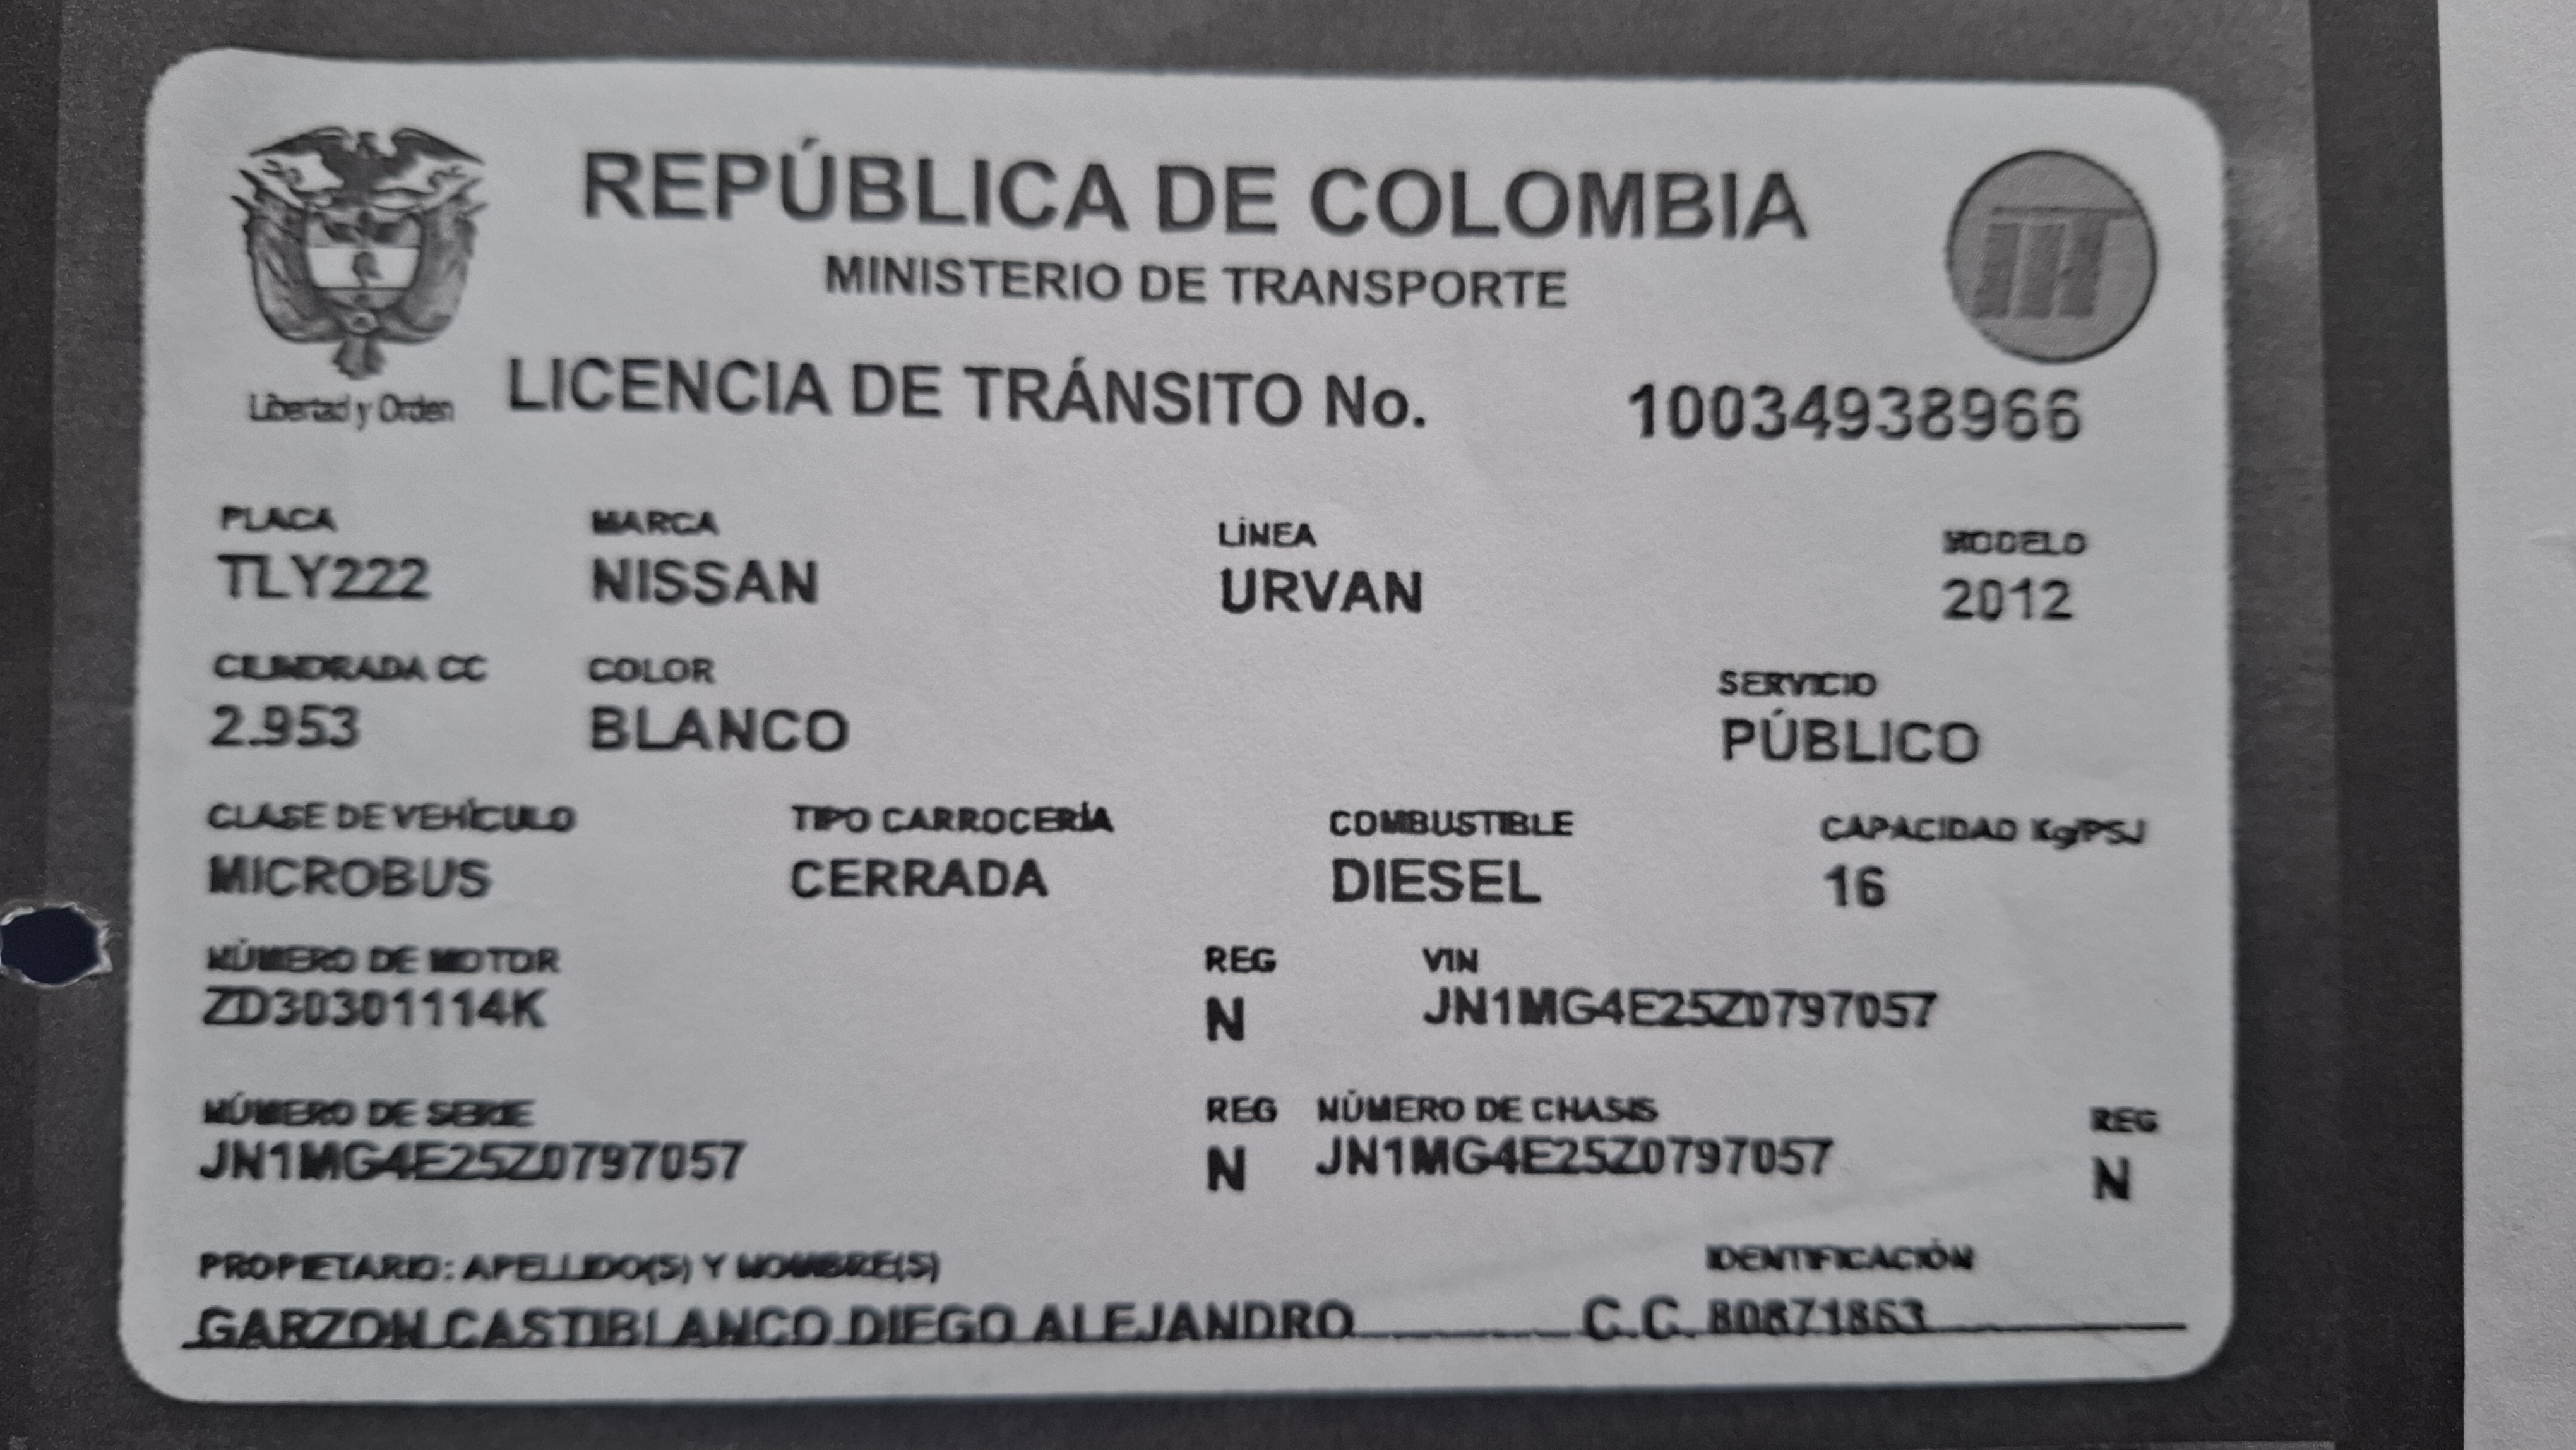 REPÚBLICA DE COLOMBIA
MINISTERIO DE TRANSPORTE
Libertad y Orden
LICENCIA DE TRÁNSITO No. 10034938966
PLACA MARCA LÍNEA MODELO
TLY222 NISSAN URVAN 2012
CILINDRADA CC COLOR SERVICIO
2.953 BLANCO PÚBLICO
CLASE DE VEHÍCULO TIPO CARROCERÍA COMBUSTIBLE CAPACIDAD Kg/PSJ
MICROBUS CERRADA DIESEL 16
NÚMERO DE MOTOR REG VIN
ZD30301114K N JN1MG4E25Z0797057
NÚMERO DE SERIE REG NÚMERO DE CHASIS REG
JN1MG4E25Z0797057 N JN1MG4E25Z0797057 N
PROPIETARIO: APELLIDO(S) Y NOMBRE(S) IDENTIFICACIÓN
GARZON CASTIBLANCO DIEGO ALEJANDRO C.C.